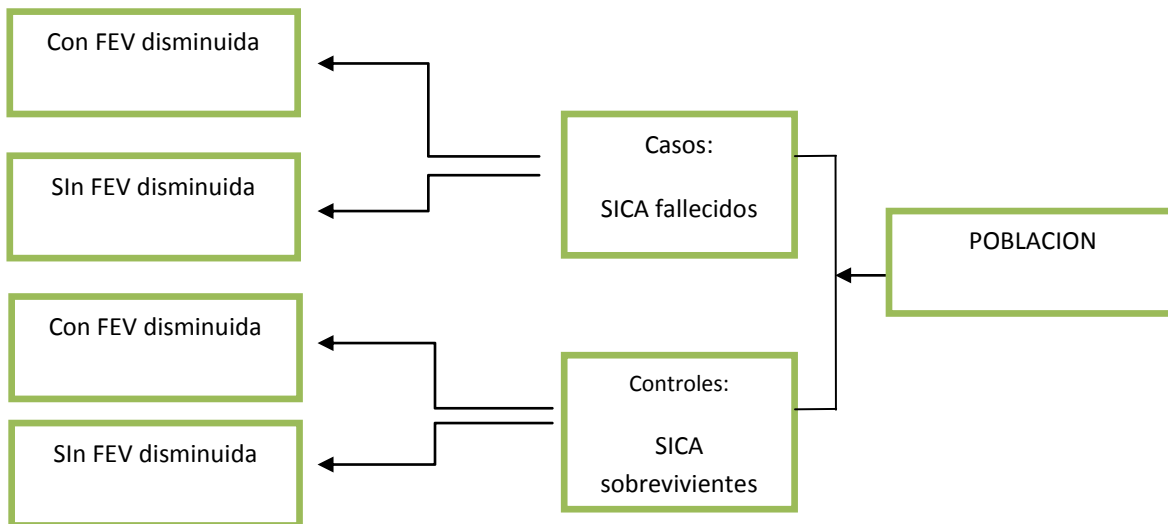 Con FEV disminuida
SIn FEV disminuida
Con FEV disminuida
SIn FEV disminuida
Casos:
SICA fallecidos
Controles:
SICA
sobrevivientes
POBLACION